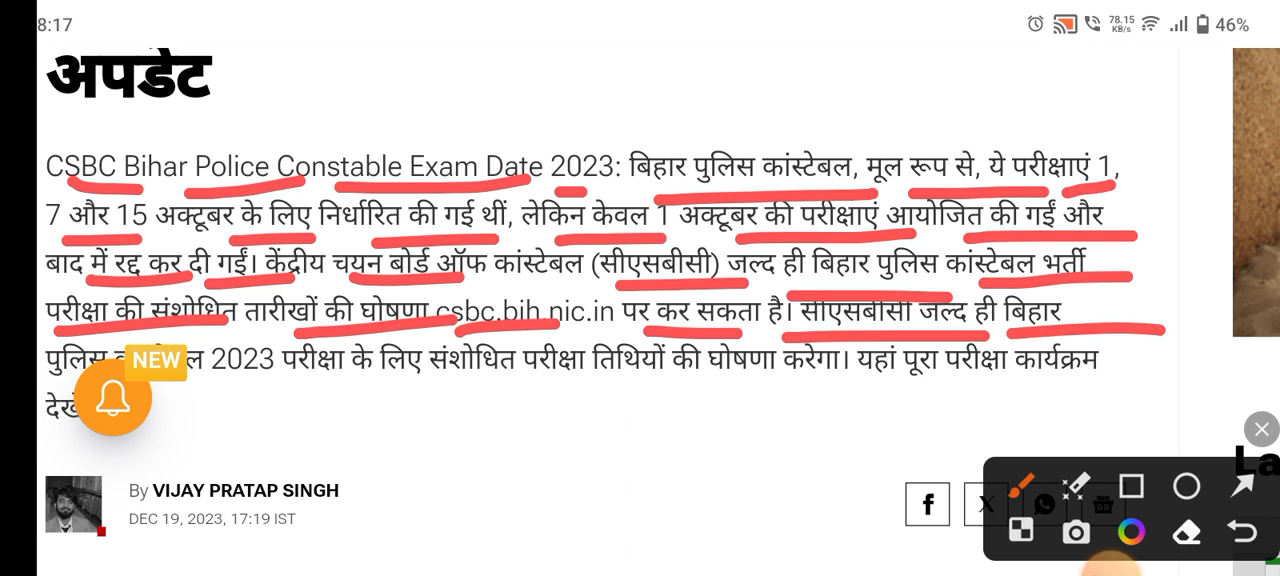 8:17
78.15
KB/s
46%
अपडेट
CSBC Bihar Police Constable Exam Date 2023: बिहार पुलिस कांस्टेबल, मूल रूप से, ये परीक्षाएं 1,
7 और 15 अक्टूबर के लिए निर्धारित की गई थीं, लेकिन केवल 1 अक्टूबर की परीक्षाएं आयोजित की गईं और
बाद में रद्द कर दी गईं। केंद्रीय चयन बोर्ड ऑफ कांस्टेबल (सीएसबीसी) जल्द ही बिहार पुलिस कांस्टेबल भर्ती
परीक्षा की संशोधित तारीखों की घोषणा csbc.bih.nic.in पर कर सकता है। सीएसबीसी जल्द ही बिहार
पुलिस 2023 परीक्षा के लिए संशोधित परीक्षा तिथियों की घोषणा करेगा। यहां पूरा परीक्षा कार्यक्रम
NEW
By VIJAY PRATAP SINGH
DEC 19, 2023, 17:19 IST